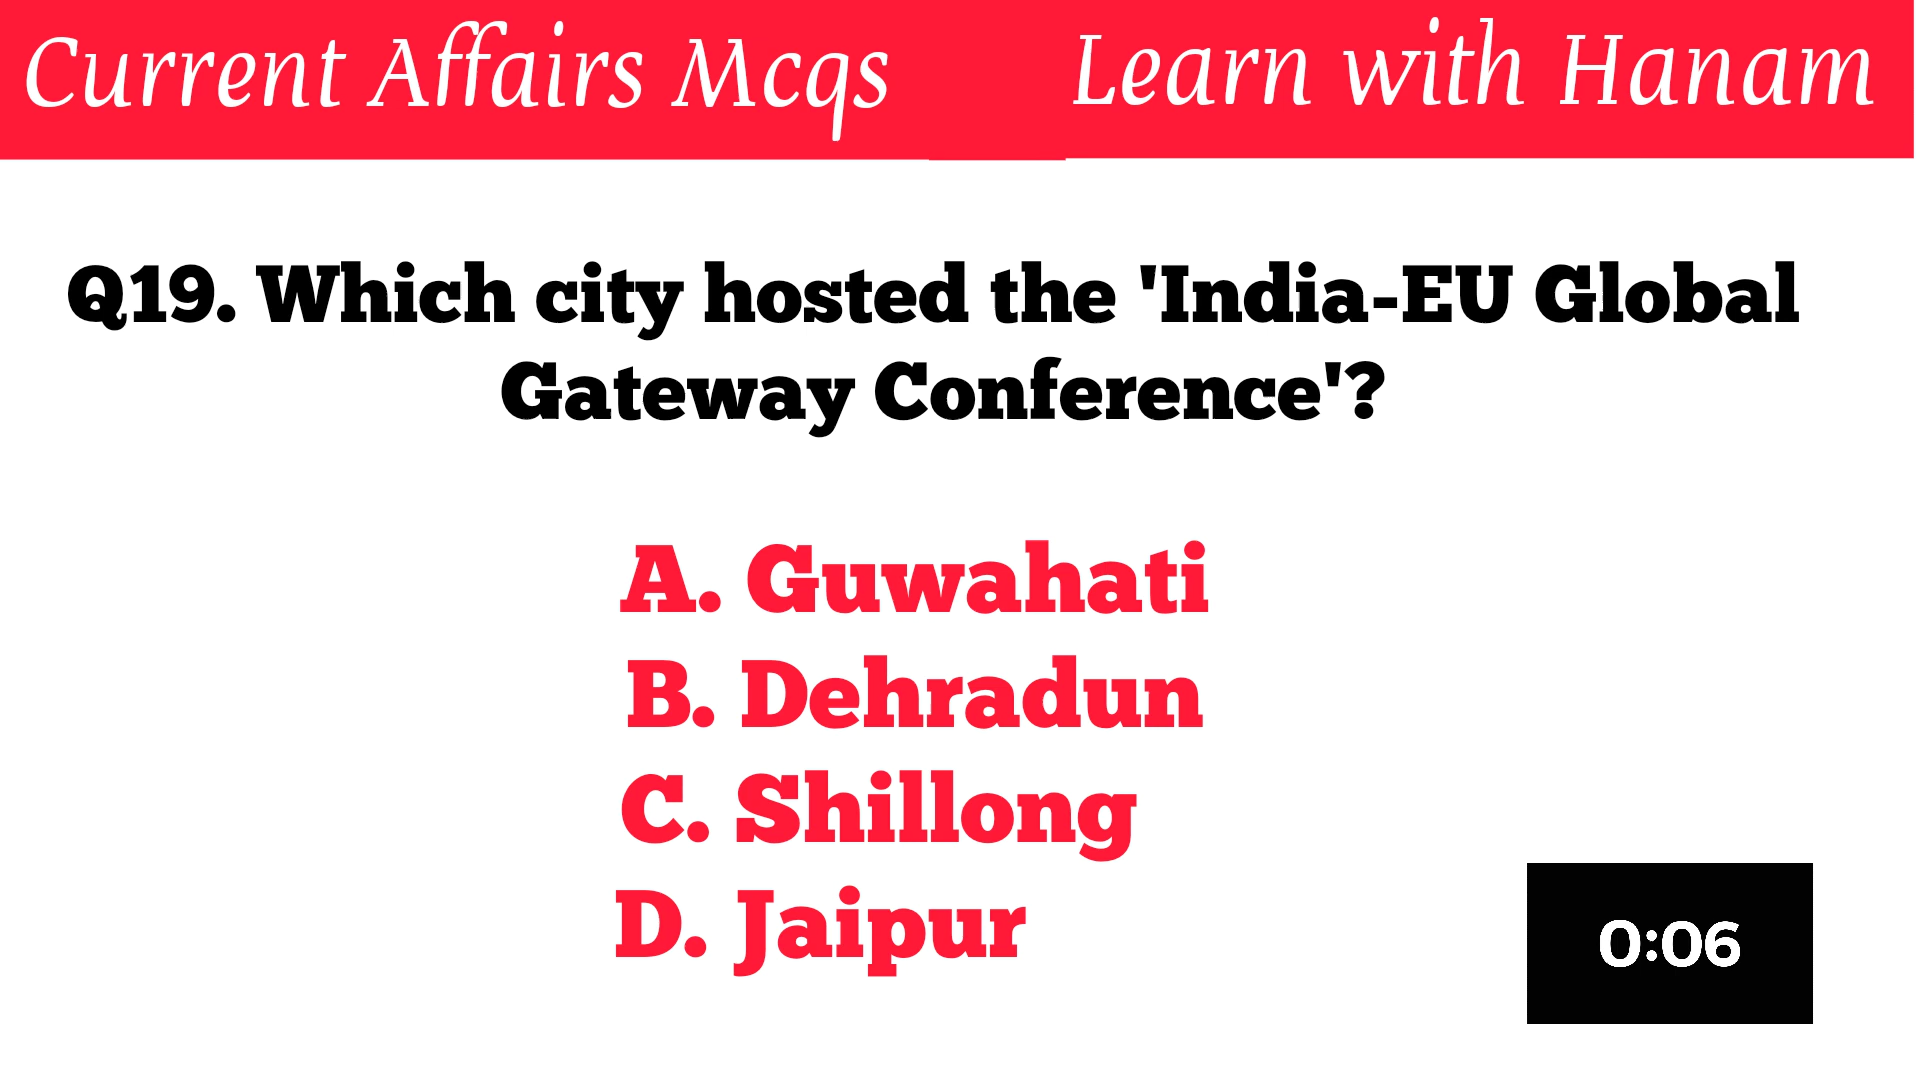 Current Affairs Mcqs
Learn with Hanam
Q19. Which city hosted the 'India-EU Global
Gateway Conference'?
A. Guwahati
B. Dehradun
C. Shillong
D. Jaipur
0:06